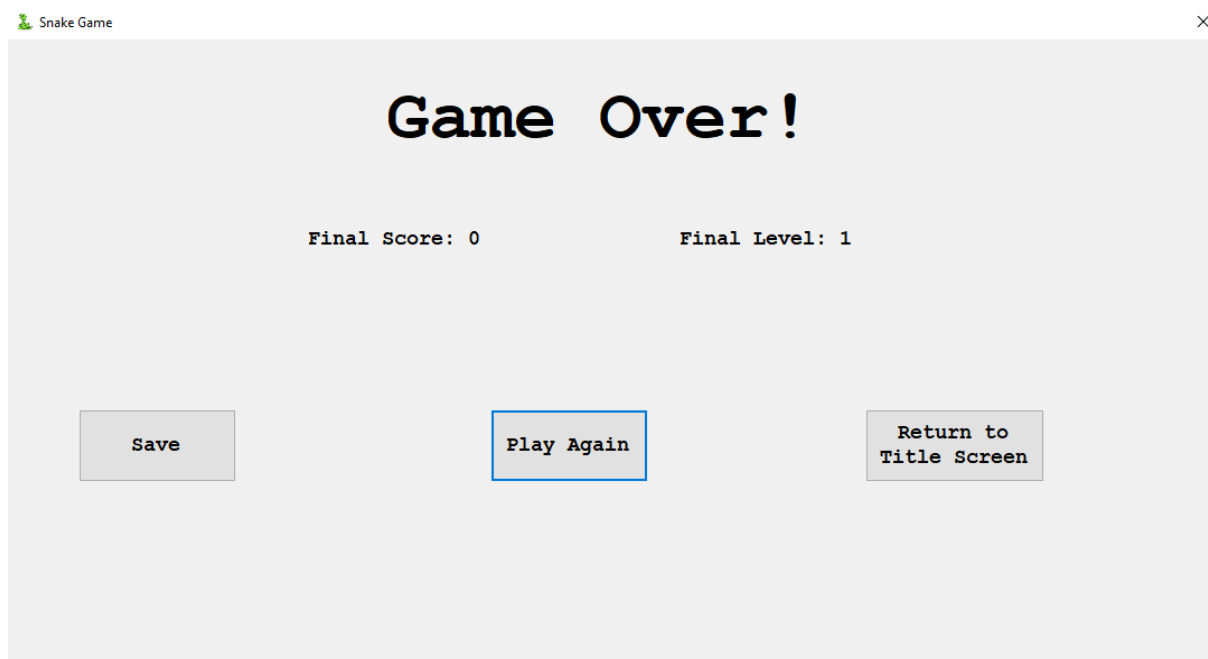 Snake Game
Game Over!
Final Score: 0
Final Level: 1
Save
Play Again
Return to
Title Screen